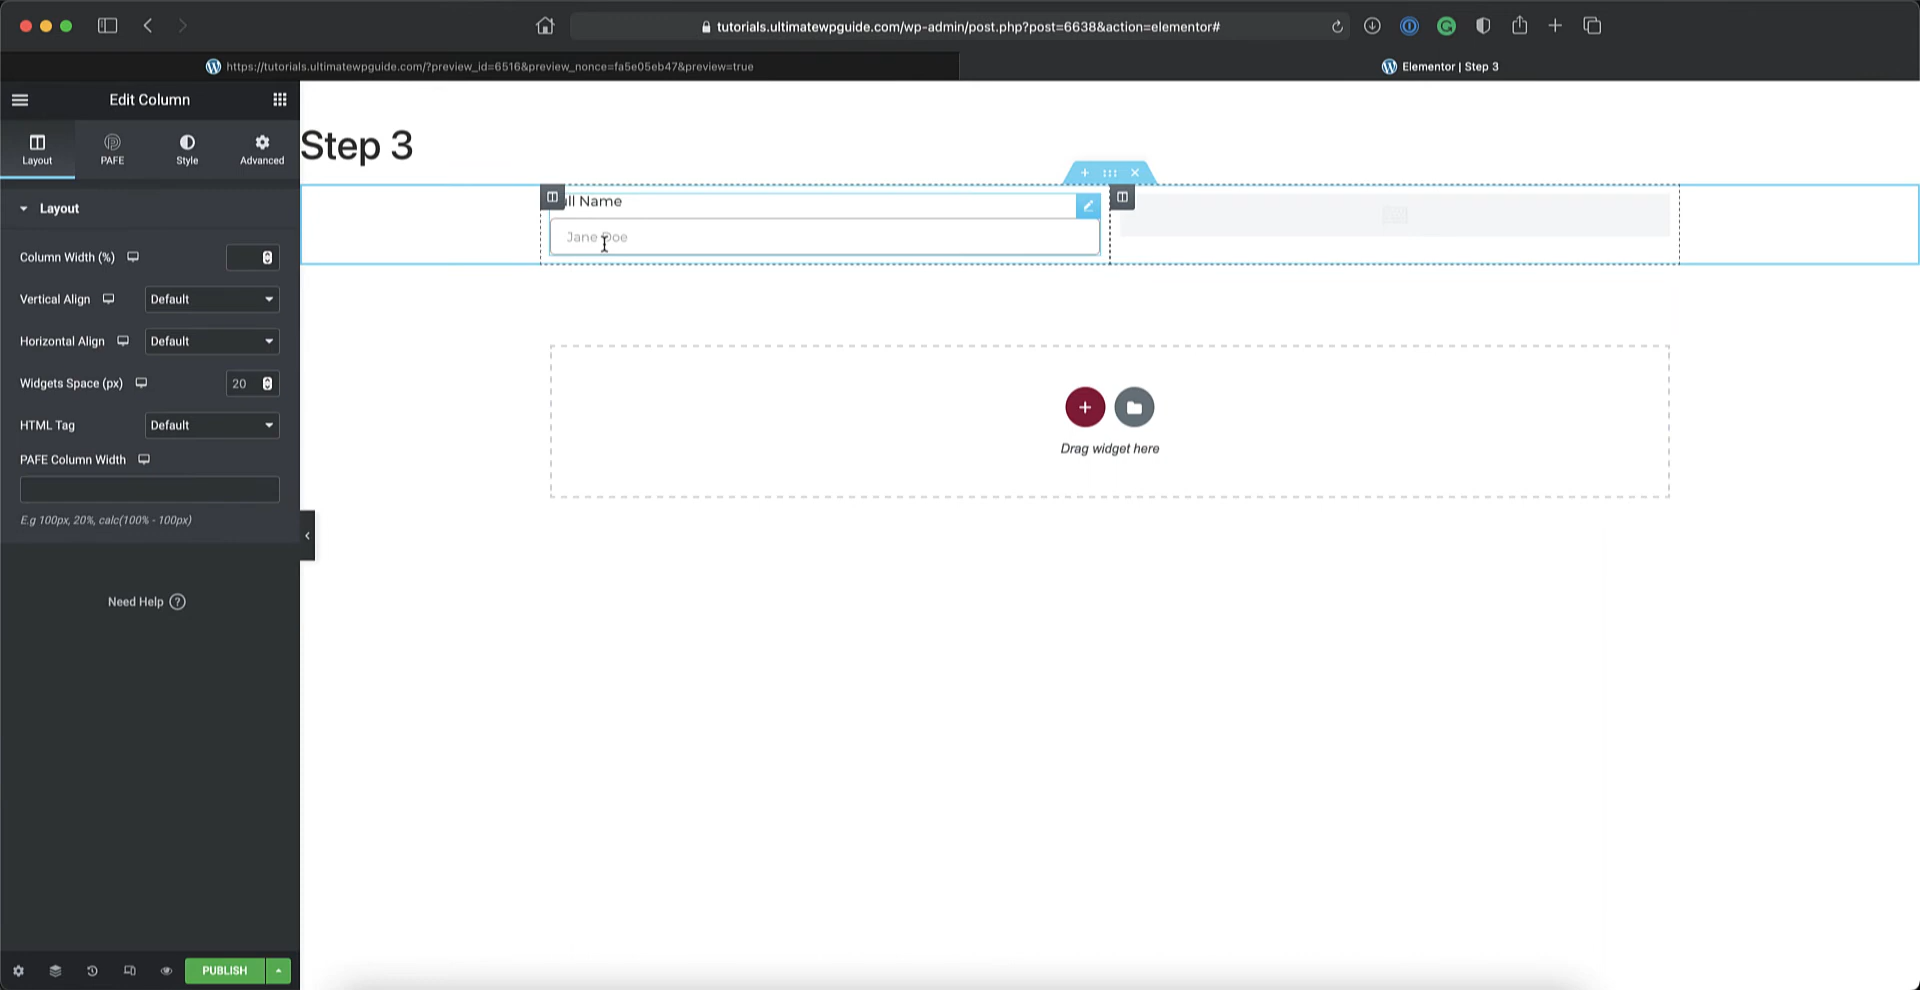 tutorials.ultimatewpguide.com/wp-admin/post.php?post=6638&action=elementor#
https://tutorials.ultimatewpguide.com/?preview_id=6516&preview_nonce=fa5e05eb47&preview=true
Elementor | Step 3
Edit Column
Layout
PAFE
Style
Advanced
Layout
Column Width (%)
Vertical Align
Default
Horizontal Align
Default
Widgets Space (px)
20
HTML Tag
Default
PAFE Column Width
E.g 100px, 20%, calc(100% - 100px)
Need Help
PUBLISH
Step 3
ull Name
Jane Doe
Drag widget here